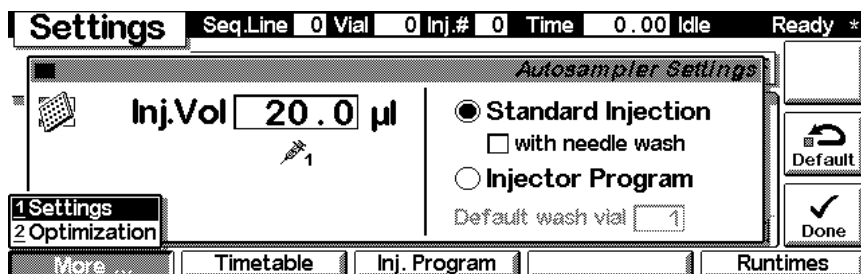 Settings Seq.Line 0 Vial 0 Inj.# 0 Time 0.00 Idle Ready *
Autosampler Settings
Inj.Vol 20.0 µl
1
Standard Injection
with needle wash
Injector Program
Default wash vial 1
Default
Done
1 Settings
2 Optimization
More ... Timetable Inj. Program Runtimes